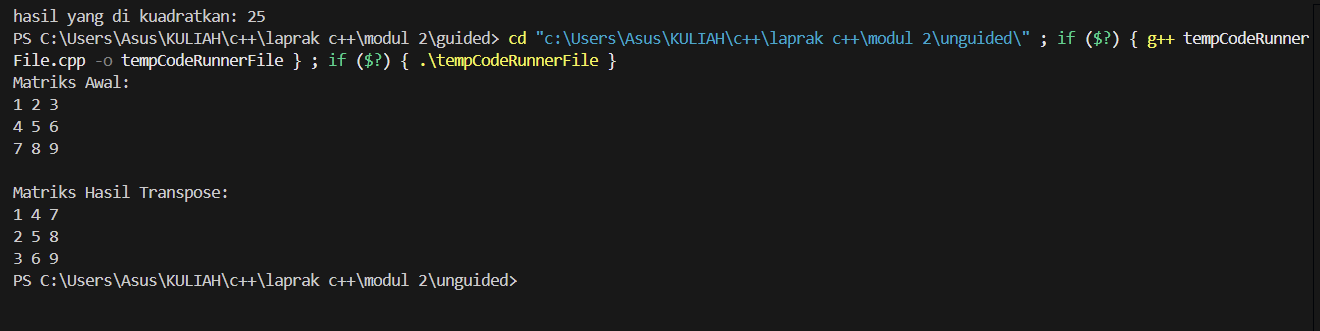 hasil yang di kuadratkan: 25
PS C:\Users\Asus\KULIAH\c++\laprak c++\modul 2\guided> cd "c:\Users\Asus\KULIAH\c++\laprak c++\modul 2\unguided\" ; if ($?) { g++ tempCodeRunner
File.cpp -o tempCodeRunnerFile } ; if ($?) { .\tempCodeRunnerFile }
Matriks Awal:
1 2 3
4 5 6
7 8 9

Matriks Hasil Transpose:
1 4 7
2 5 8
3 6 9
PS C:\Users\Asus\KULIAH\c++\laprak c++\modul 2\unguided>